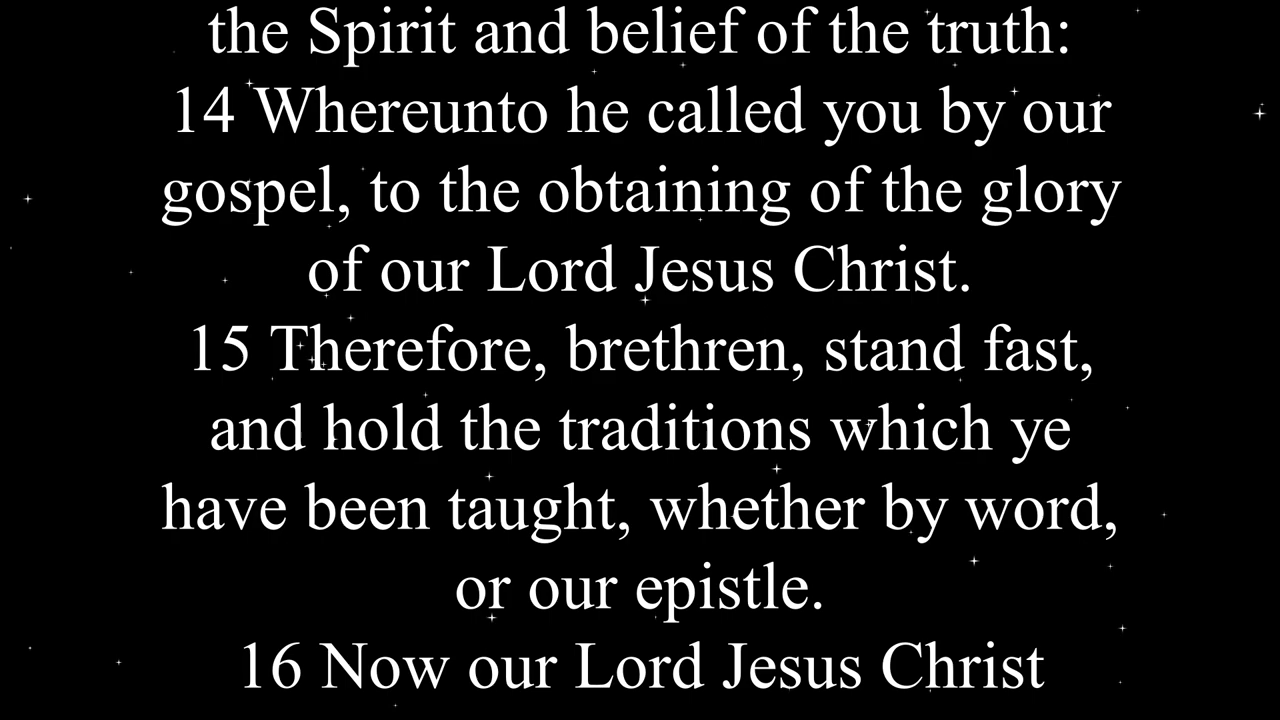 the Spirit and belief of the truth:
14 Whereunto he called you by our
gospel, to the obtaining of the glory
of our Lord Jesus Christ.
15 Therefore, brethren, stand fast,
and hold the traditions which ye
have been taught, whether by word,
or our epistle.
16 Now our Lord Jesus Christ